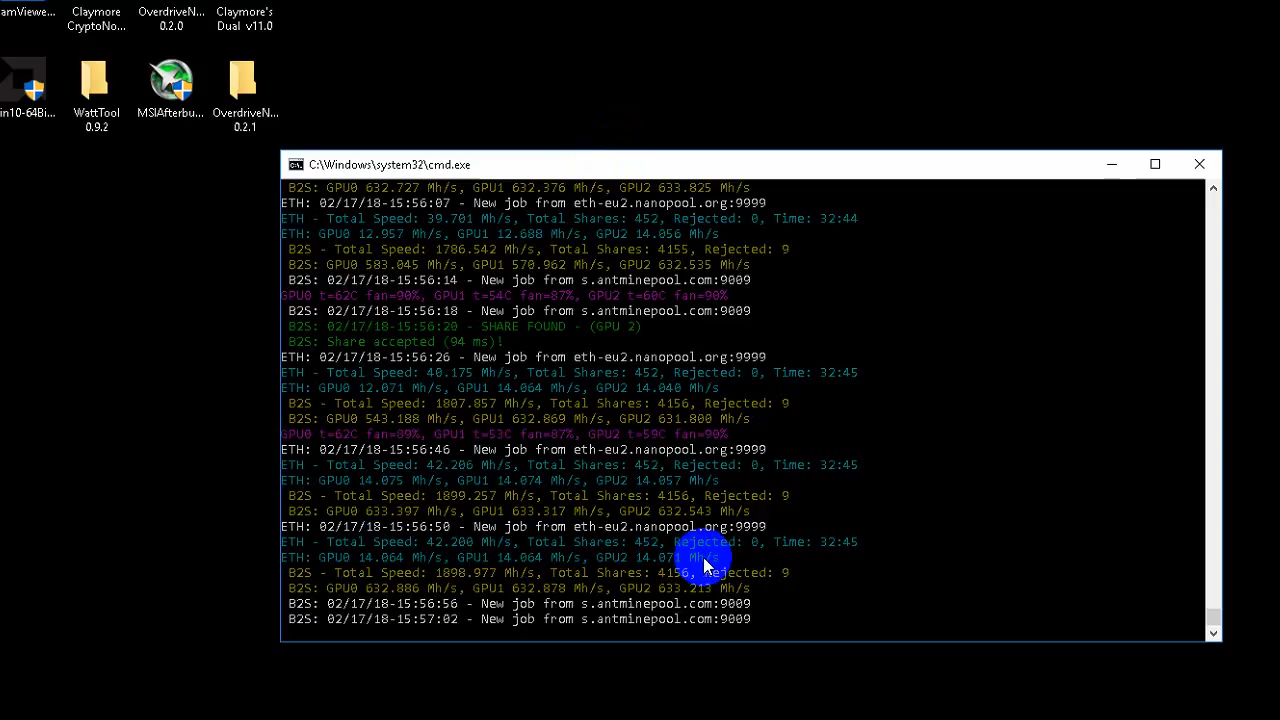 amViewe...
Claymore CryptoNo...
OverdriveN... 0.2.0
Claymore's Dual v11.0
in10-64Bi...
WattTool 0.9.2
MSIAfterbu...
OverdriveN... 0.2.1
C:\Windows\system32\cmd.exe
B2S: GPU0 632.727 Mh/s, GPU1 632.376 Mh/s, GPU2 633.825 Mh/s
ETH: 02/17/18-15:56:07 - New job from eth-eu2.nanopool.org:9999
ETH - Total Speed: 39.701 Mh/s, Total Shares: 452, Rejected: 0, Time: 32:44
ETH: GPU0 12.957 Mh/s, GPU1 12.688 Mh/s, GPU2 14.056 Mh/s
B2S - Total Speed: 1786.542 Mh/s, Total Shares: 4155, Rejected: 9
B2S: GPU0 583.045 Mh/s, GPU1 570.962 Mh/s, GPU2 632.535 Mh/s
B2S: 02/17/18-15:56:14 - New job from s.antminepool.com:9009
GPU0 t=62C fan=90%, GPU1 t=54C fan=87%, GPU2 t=60C fan=90%
B2S: 02/17/18-15:56:18 - New job from s.antminepool.com:9009
B2S: 02/17/18-15:56:20 - SHARE FOUND - (GPU 2)
B2S: Share accepted (94 ms)!
ETH: 02/17/18-15:56:26 - New job from eth-eu2.nanopool.org:9999
ETH - Total Speed: 40.175 Mh/s, Total Shares: 452, Rejected: 0, Time: 32:45
ETH: GPU0 12.071 Mh/s, GPU1 14.064 Mh/s, GPU2 14.040 Mh/s
B2S - Total Speed: 1807.857 Mh/s, Total Shares: 4156, Rejected: 9
B2S: GPU0 543.188 Mh/s, GPU1 632.869 Mh/s, GPU2 631.800 Mh/s
GPU0 t=62C fan=89%, GPU1 t=53C fan=87%, GPU2 t=59C fan=90%
ETH: 02/17/18-15:56:46 - New job from eth-eu2.nanopool.org:9999
ETH - Total Speed: 42.206 Mh/s, Total Shares: 452, Rejected: 0, Time: 32:45
ETH: GPU0 14.075 Mh/s, GPU1 14.074 Mh/s, GPU2 14.057 Mh/s
B2S - Total Speed: 1899.257 Mh/s, Total Shares: 4156, Rejected: 9
B2S: GPU0 633.397 Mh/s, GPU1 633.317 Mh/s, GPU2 632.543 Mh/s
ETH: 02/17/18-15:56:50 - New job from eth-eu2.nanopool.org:9999
ETH - Total Speed: 42.200 Mh/s, Total Shares: 452, Rejected: 0, Time: 32:45
ETH: GPU0 14.064 Mh/s, GPU1 14.064 Mh/s, GPU2 14.071 Mh/s
B2S - Total Speed: 1898.977 Mh/s, Total Shares: 4156, Rejected: 9
B2S: GPU0 632.886 Mh/s, GPU1 632.878 Mh/s, GPU2 633.213 Mh/s
B2S: 02/17/18-15:56:56 - New job from s.antminepool.com:9009
B2S: 02/17/18-15:57:02 - New job from s.antminepool.com:9009